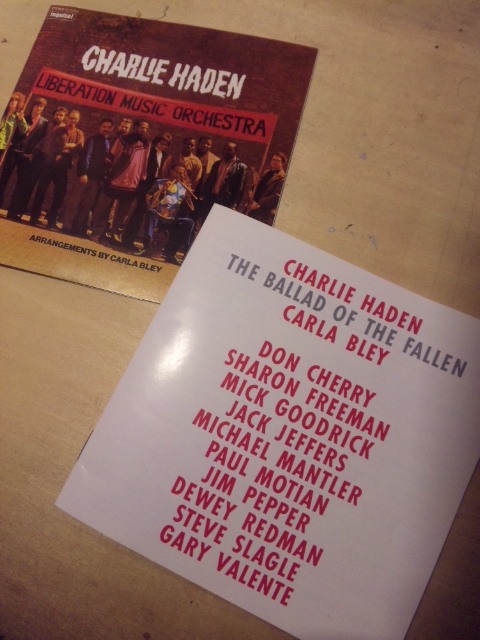 impulse!
CHARLIE HADEN
LIBERATION MUSIC ORCHESTRA
ARRANGEMENTS BY CARLA BLEY
CHARLIE HADEN
THE BALLAD OF THE FALLEN
CARLA BLEY
DON CHERRY
SHARON FREEMAN
MICK GOODRICK
JACK JEFFERS
MICHAEL MANTLER
PAUL MOTIAN
JIM PEPPER
DEWEY REDMAN
STEVE SLAGLE
GARY VALENTE